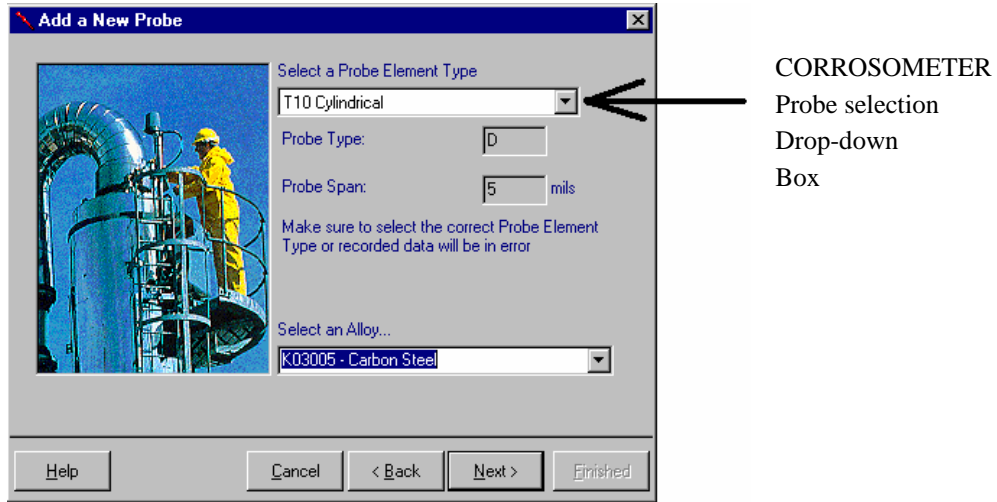 Add a New Probe
Select a Probe Element Type
T10 Cylindrical
Probe Type:
D
Probe Span:
5
mils
Make sure to select the correct Probe Element
Type or recorded data will be in error
Select an Alloy...
K03005 - Carbon Steel
Help
Cancel
< Back
Next >
Finished
CORROSOMETER
Probe selection
Drop-down
Box